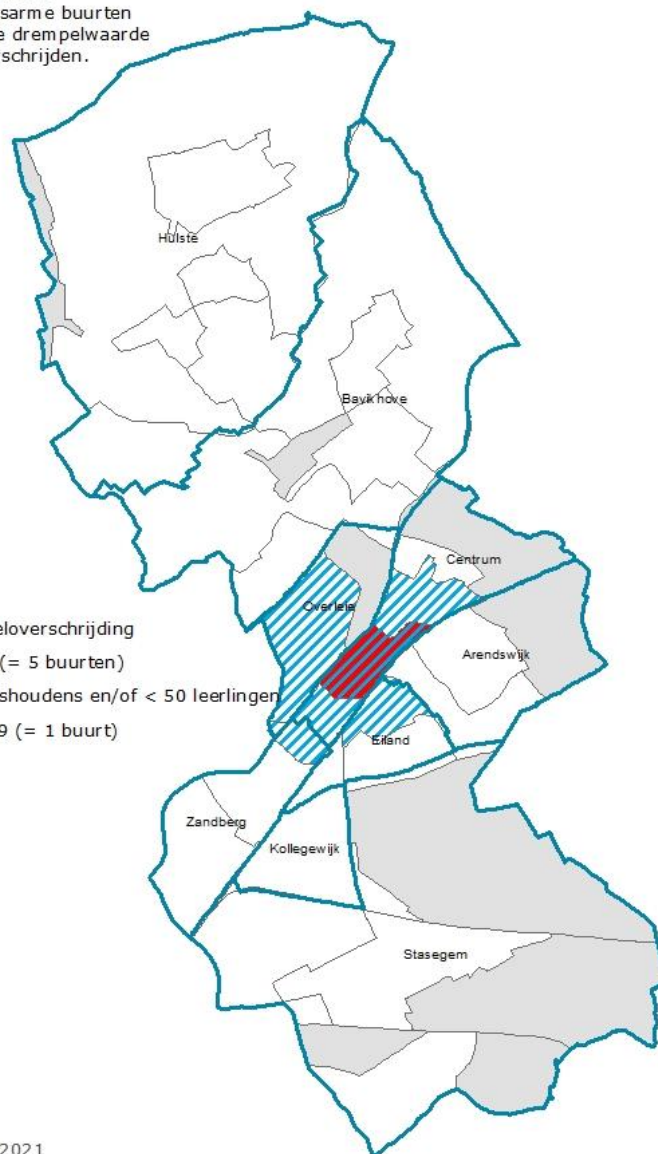 sarme buurten
e drempelwaarde
schrijden.
Hulste
Bavikhove
Centrum
Overleie
eloverschrijding
Arendswijk
(= 5 buurten)
shoudens en/of < 50 leerlingen
9 (= 1 buurt)
Eiland
Zandberg
Kollegewijk
Stasegem
2021